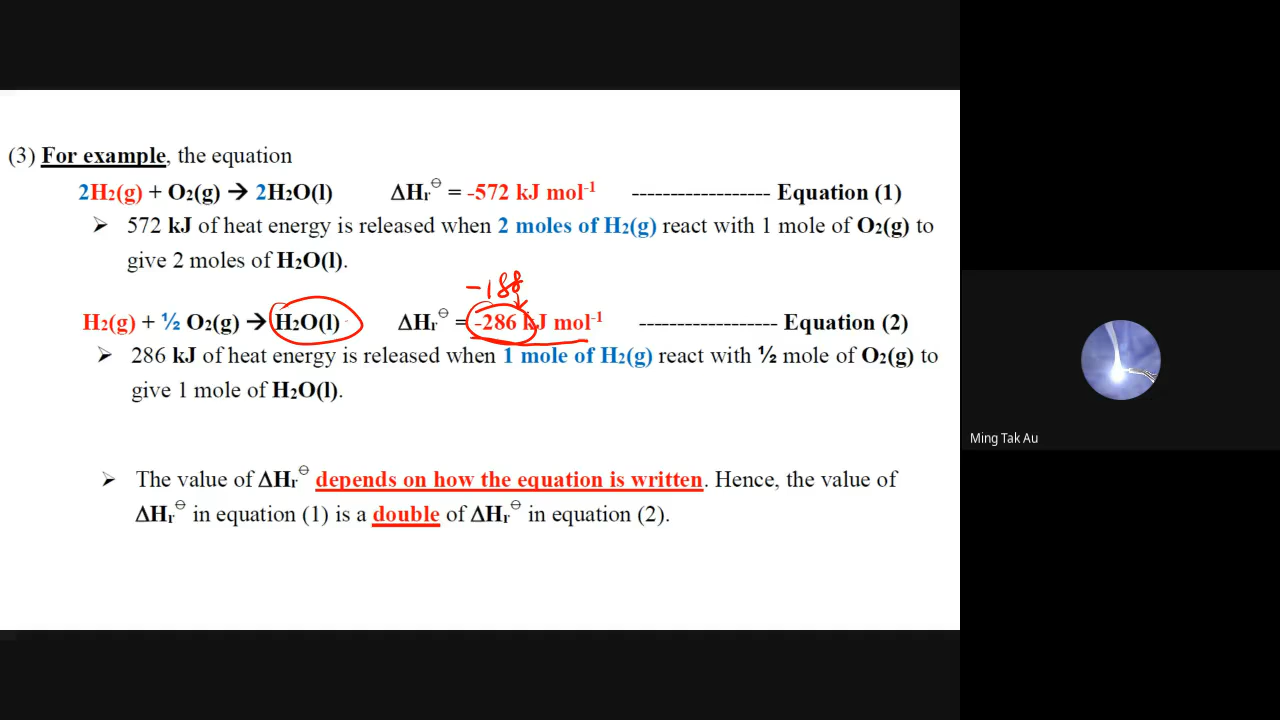 (3) For example, the equation
2H₂(g) + O₂(g) ➔ 2H₂O(l) ΔHr⊖ = -572 kJ mol⁻¹ ------------------ Equation (1)
➢ 572 kJ of heat energy is released when 2 moles of H₂(g) react with 1 mole of O₂(g) to
give 2 moles of H₂O(l).
-188
H₂(g) + ½ O₂(g) ➔ H₂O(l) ΔHr⊖ = -286 kJ mol⁻¹ ------------------ Equation (2)
➢ 286 kJ of heat energy is released when 1 mole of H₂(g) react with ½ mole of O₂(g) to
give 1 mole of H₂O(l).
➢ The value of ΔHr⊖ depends on how the equation is written. Hence, the value of
ΔHr⊖ in equation (1) is a double of ΔHr⊖ in equation (2).
Ming Tak Au